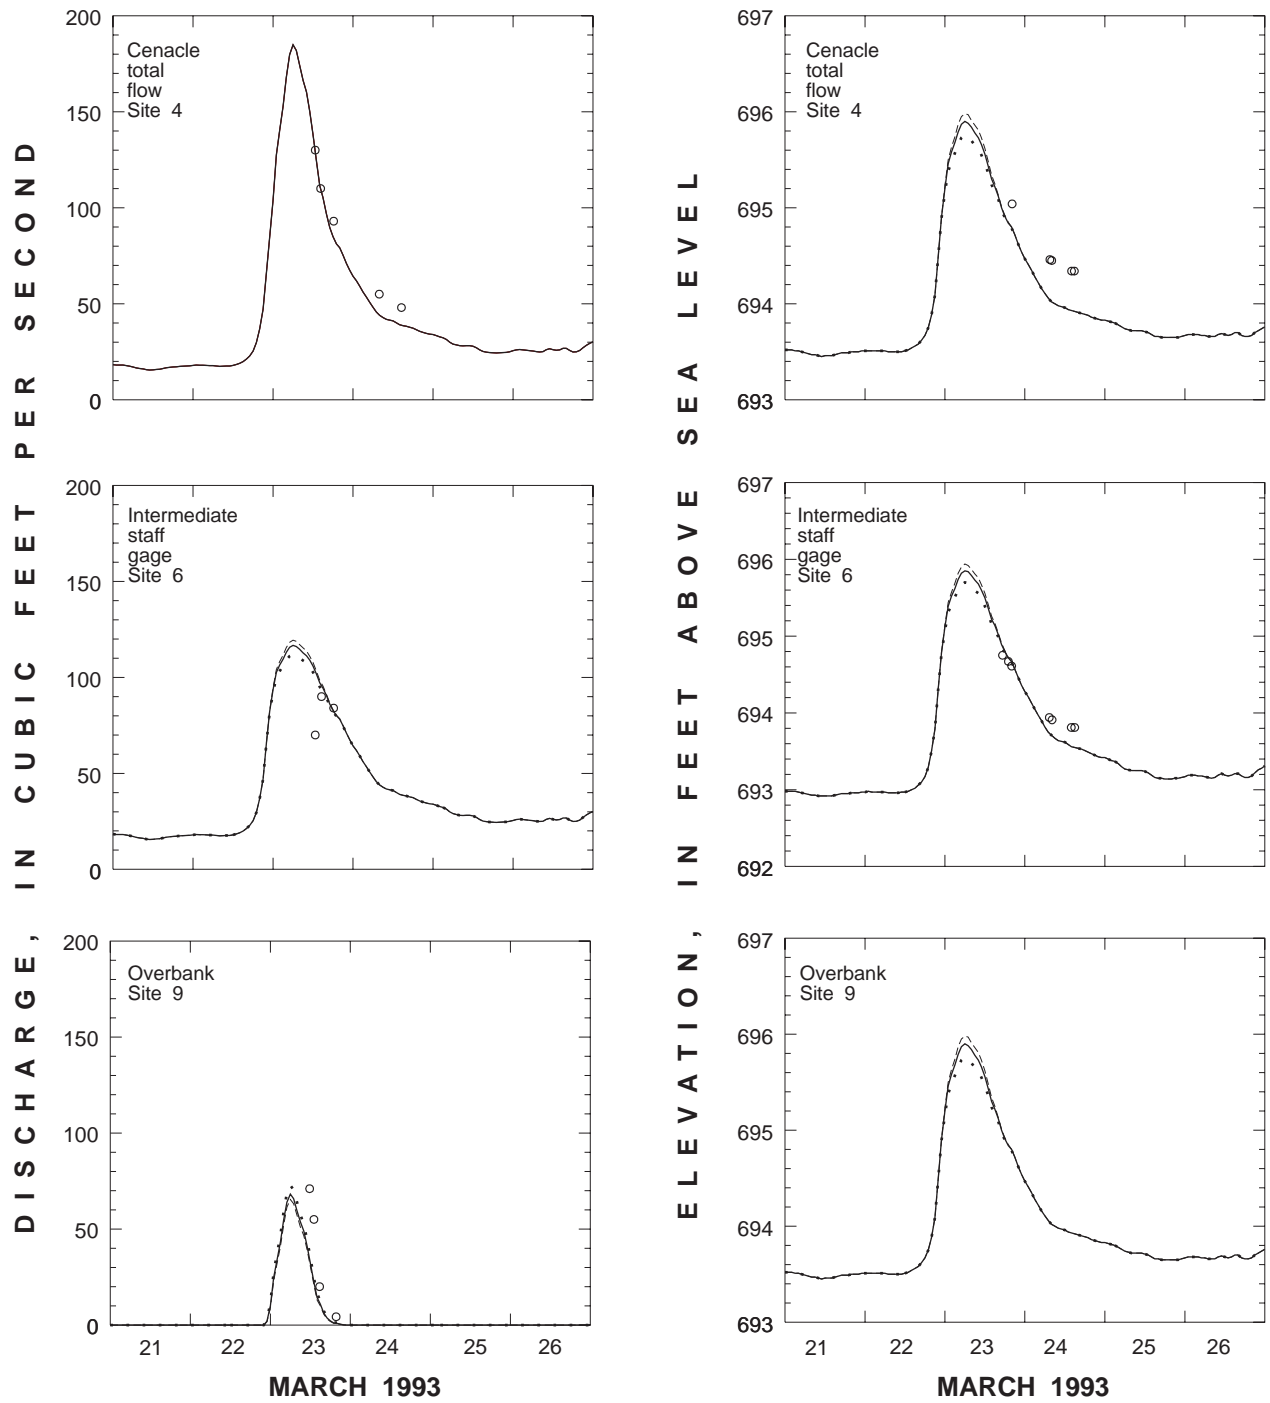 DISCHARGE, IN CUBIC FEET PER SECOND
200
150
100
50
0
Cenacle
total
flow
Site 4
200
150
100
50
0
Intermediate
staff
gage
Site 6
200
150
100
50
0
Overbank
Site 9
21 22 23 24 25 26
MARCH 1993
ELEVATION, IN FEET ABOVE SEA LEVEL
697
696
695
694
693
Cenacle
total
flow
Site 4
697
696
695
694
693
692
Intermediate
staff
gage
Site 6
697
696
695
694
693
Overbank
Site 9
21 22 23 24 25 26
MARCH 1993